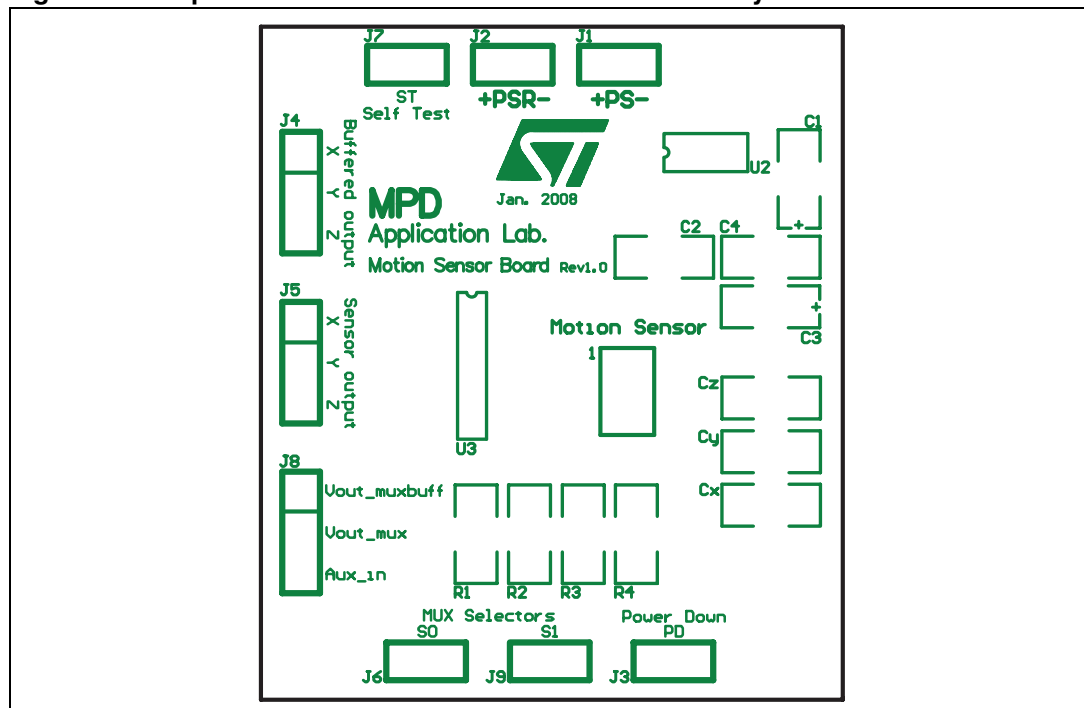 J7 J2 J1
ST
Self Test
+PSR-
+PS-
J4
Buffered output
X Y Z
C1
U2
+
ST
Jan. 2008
MPD
Application Lab.
Motion Sensor Board Rev1.0
C2 C4
+
C3
J5
Sensor output
X Y Z
U3
Motion Sensor
1
Cz
Cy
Cx
J8
Vout_muxbuff
Vout_mux
Aux_in
R1 R2 R3 R4
MUX Selectors
S0 S1
Power Down
PD
J6 J9 J3